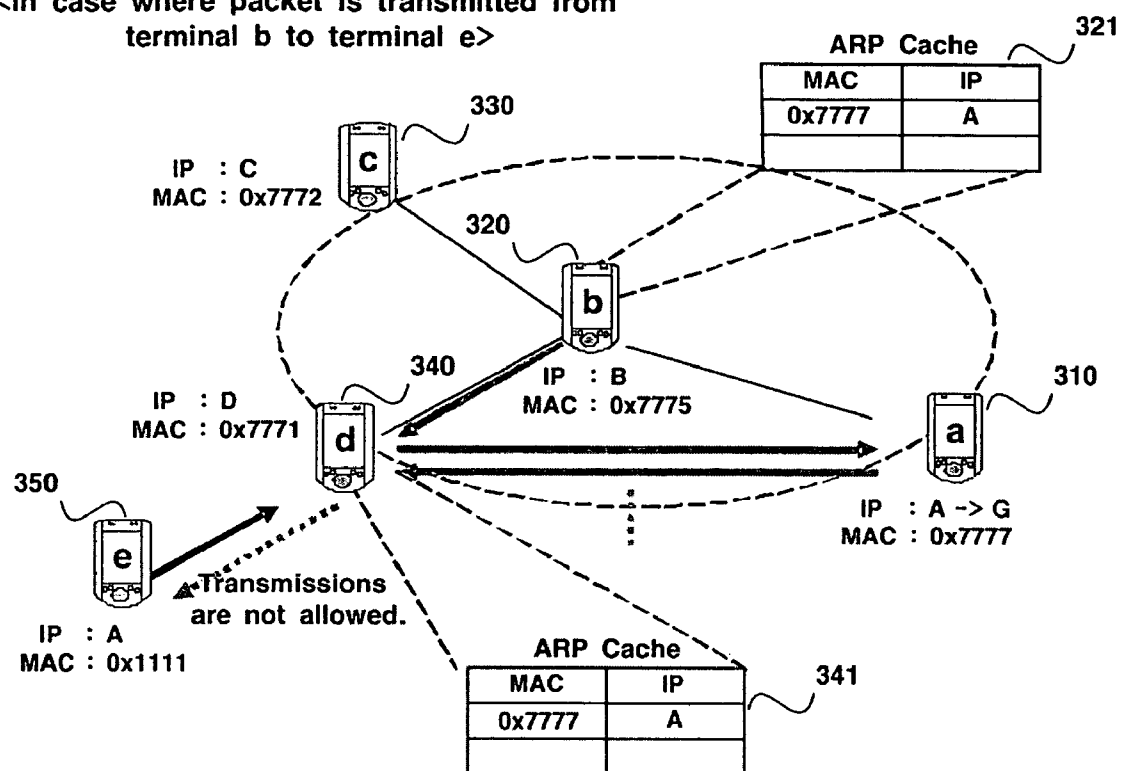 <In case where packet is transmitted from
terminal b to terminal e>
321
ARP Cache
MAC IP
0x7777 A
330
c
IP : C
MAC : 0x7772
320
b
IP : B
MAC : 0x7775
340
IP : D
MAC : 0x7771
d
310
a
IP : A -> G
MAC : 0x7777
350
e
Transmissions
are not allowed.
IP : A
MAC : 0x1111
ARP Cache
341
MAC IP
0x7777 A